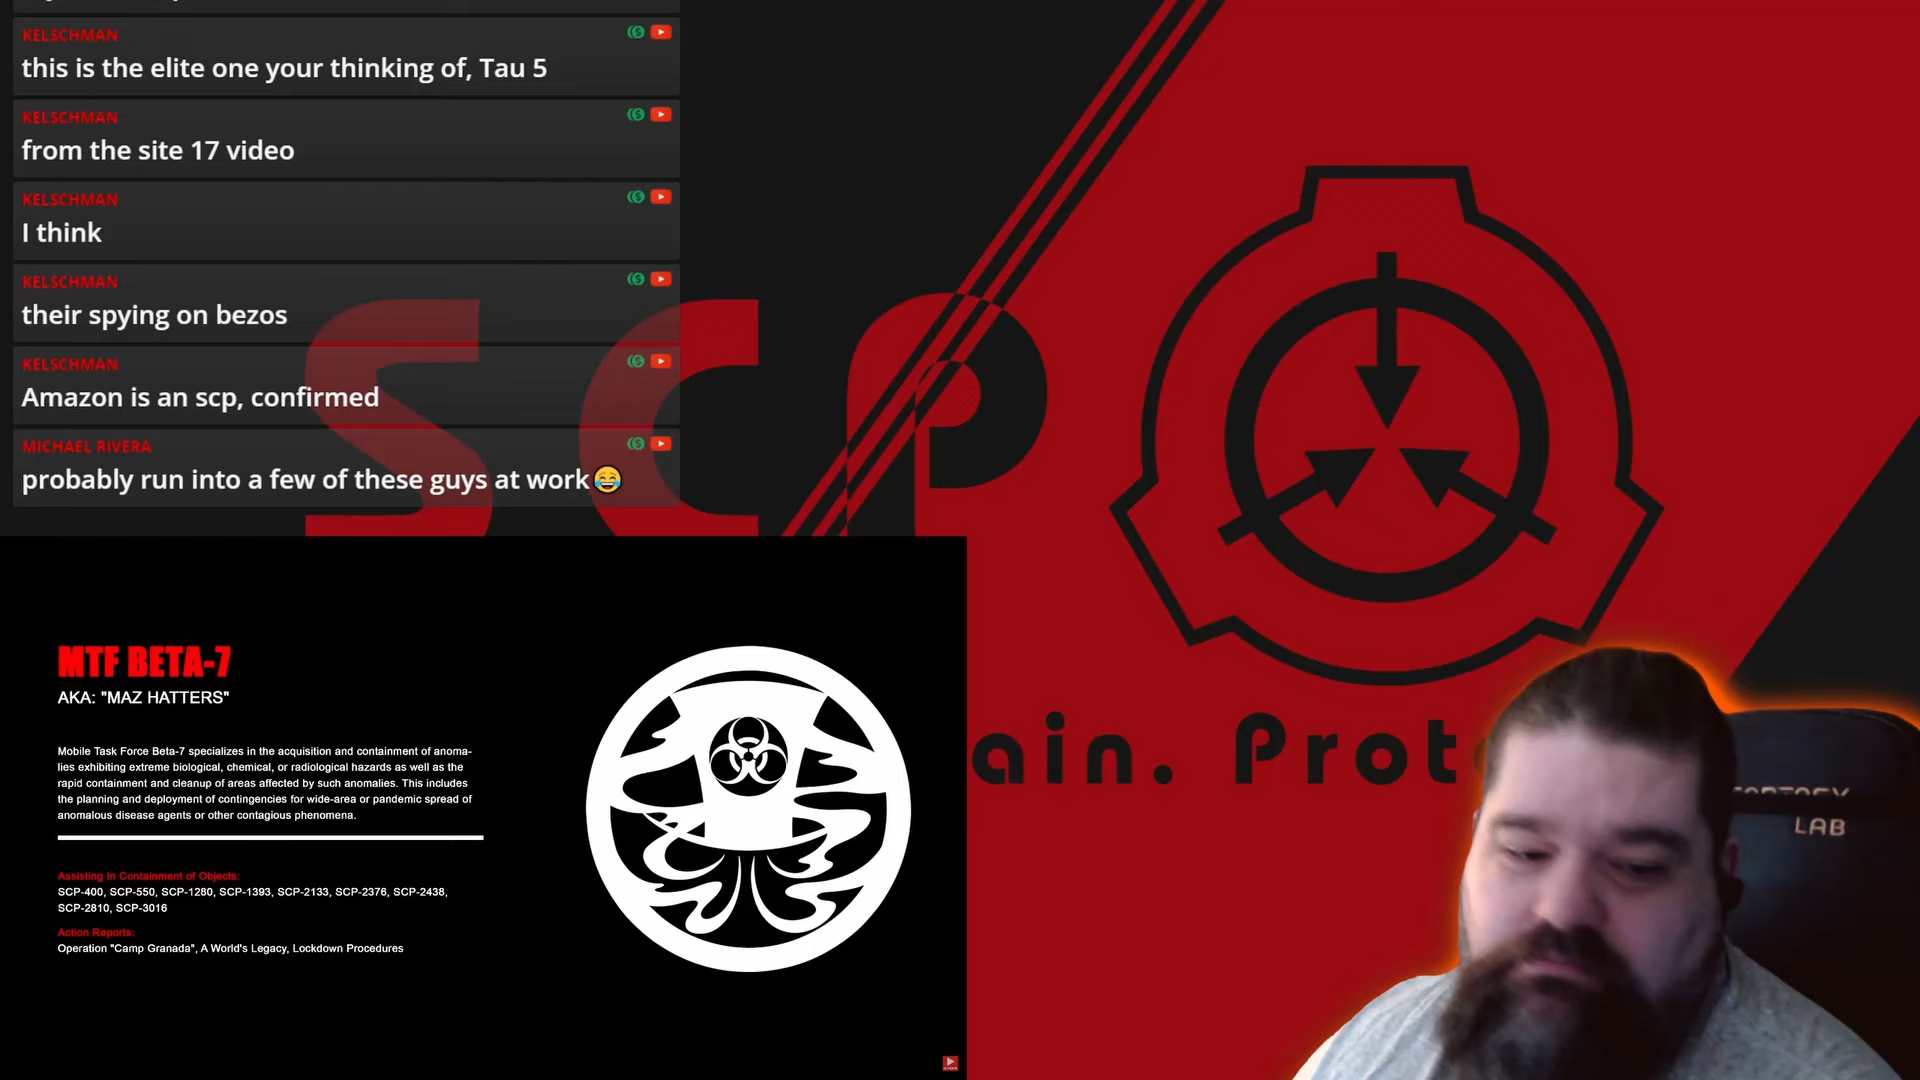 KELSCHMAN
this is the elite one your thinking of, Tau 5
KELSCHMAN
from the site 17 video
KELSCHMAN
I think
KELSCHMAN
their spying on bezos
KELSCHMAN
Amazon is an scp, confirmed
MICHAEL RIVERA
probably run into a few of these guys at work😂
SCP
MTF BETA-7
AKA: "MAZ HATTERS"
Mobile Task Force Beta-7 specializes in the acquisition and containment of anoma-
lies exhibiting extreme biological, chemical, or radiological hazards as well as the
rapid containment and cleanup of areas affected by such anomalies. This includes
the planning and deployment of contingencies for wide-area or pandemic spread of
anomalous disease agents or other contagious phenomena.
Assisting In Containment of Objects:
SCP-400, SCP-550, SCP-1280, SCP-1393, SCP-2133, SCP-2376, SCP-2438,
SCP-2810, SCP-3016
Action Reports:
Operation "Camp Granada", A World's Legacy, Lockdown Procedures
ain. Prot
LAB